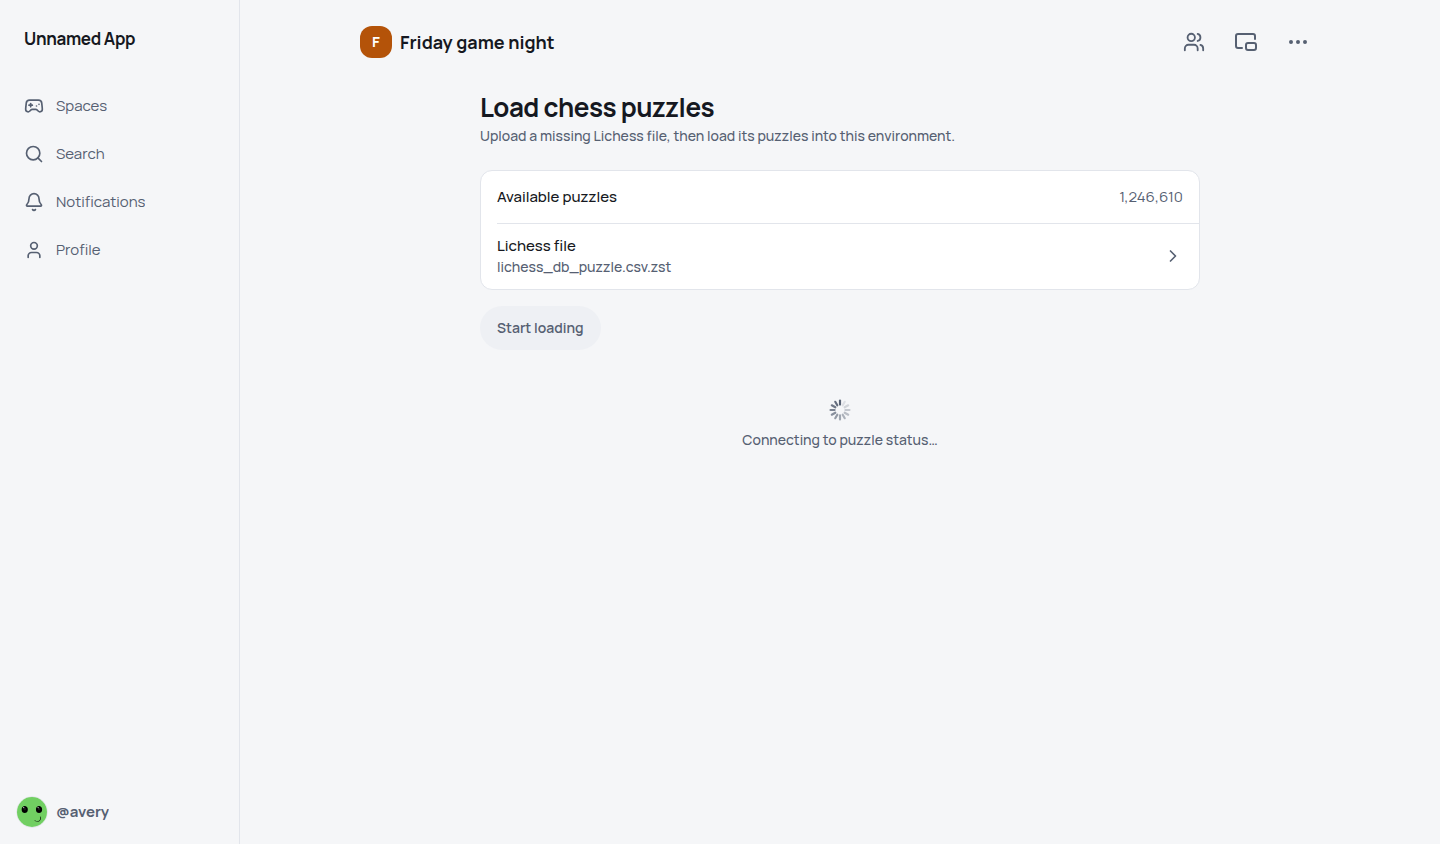 Unnamed App
Spaces
Search
Notifications
Profile
@avery
F Friday game night
Load chess puzzles
Upload a missing Lichess file, then load its puzzles into this environment.
Available puzzles 1,246,610
Lichess file
lichess_db_puzzle.csv.zst
Start loading
Connecting to puzzle status…